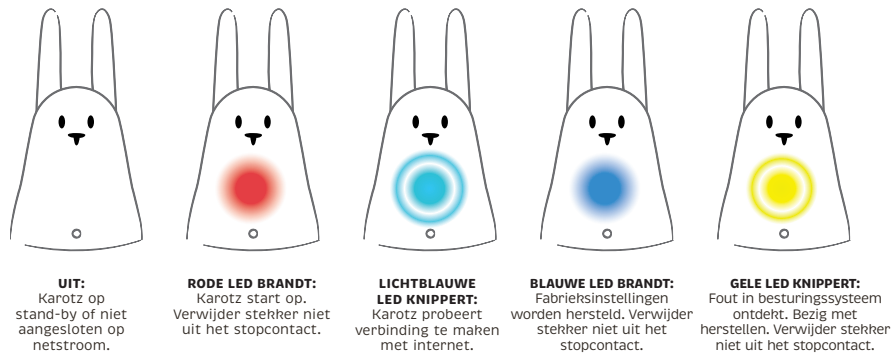 UIT:
Karotz op
stand-by of niet
aangesloten op
netstroom.
RODE LED BRANDT:
Karotz start op.
Verwijder stekker niet
uit het stopcontact.
LICHTBLAUWE
LED KNIPPERT:
Karotz probeert
verbinding te maken
met internet.
BLAUWE LED BRANDT:
Fabrieksinstellingen
worden hersteld. Verwijder
stekker niet uit het
stopcontact.
GELE LED KNIPPERT:
Fout in besturingssysteem
ontdekt. Bezig met
herstellen. Verwijder stekker
niet uit het stopcontact.